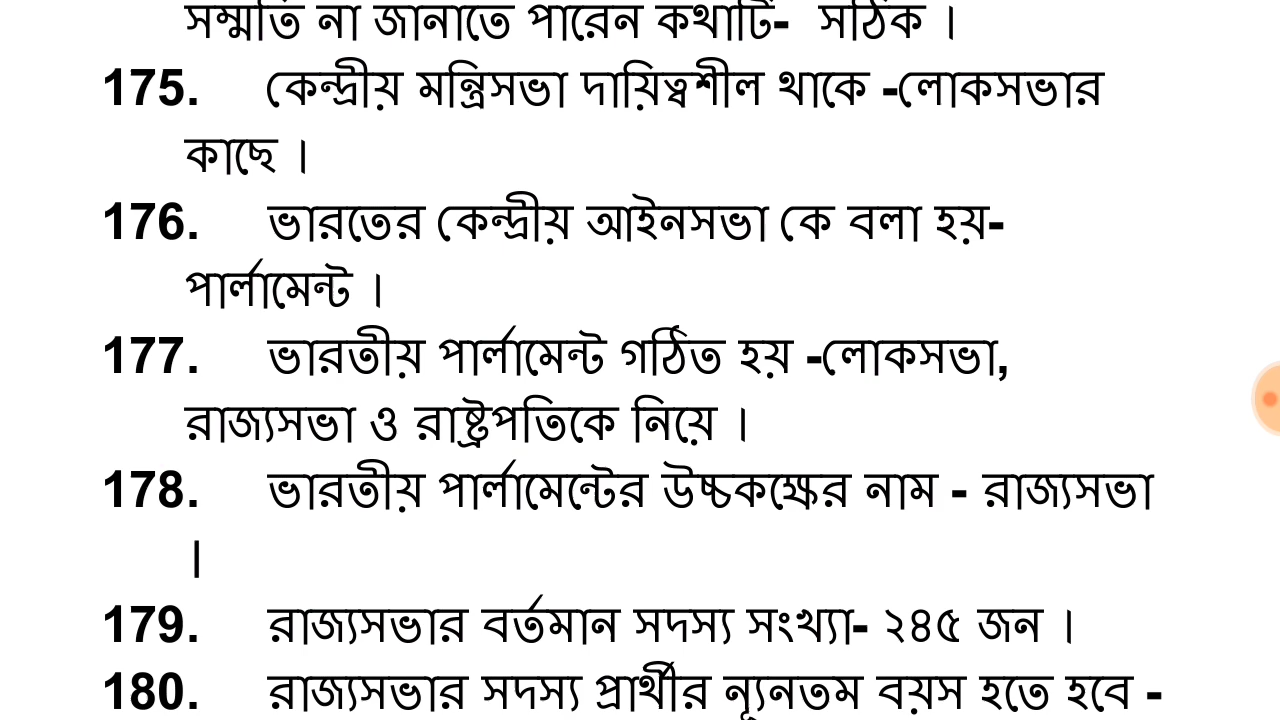 সম্মতি না জানাতে পারেন কথাটি- সঠিক ।
175. কেন্দ্রীয় মন্ত্রিসভা দায়িত্বশীল থাকে -লোকসভার
কাছে ।
176. ভারতের কেন্দ্রীয় আইনসভা কে বলা হয়-
পার্লামেন্ট ।
177. ভারতীয় পার্লামেন্ট গঠিত হয় -লোকসভা,
রাজ্যসভা ও রাষ্ট্রপতিকে নিয়ে ।
178. ভারতীয় পার্লামেন্টের উচ্চকক্ষের নাম - রাজ্যসভা
।
179. রাজ্যসভার বর্তমান সদস্য সংখ্যা- ২৪৫ জন ।
180. রাজ্যসভার সদস্য প্রার্থীর ন্যূনতম বয়স হতে হবে -